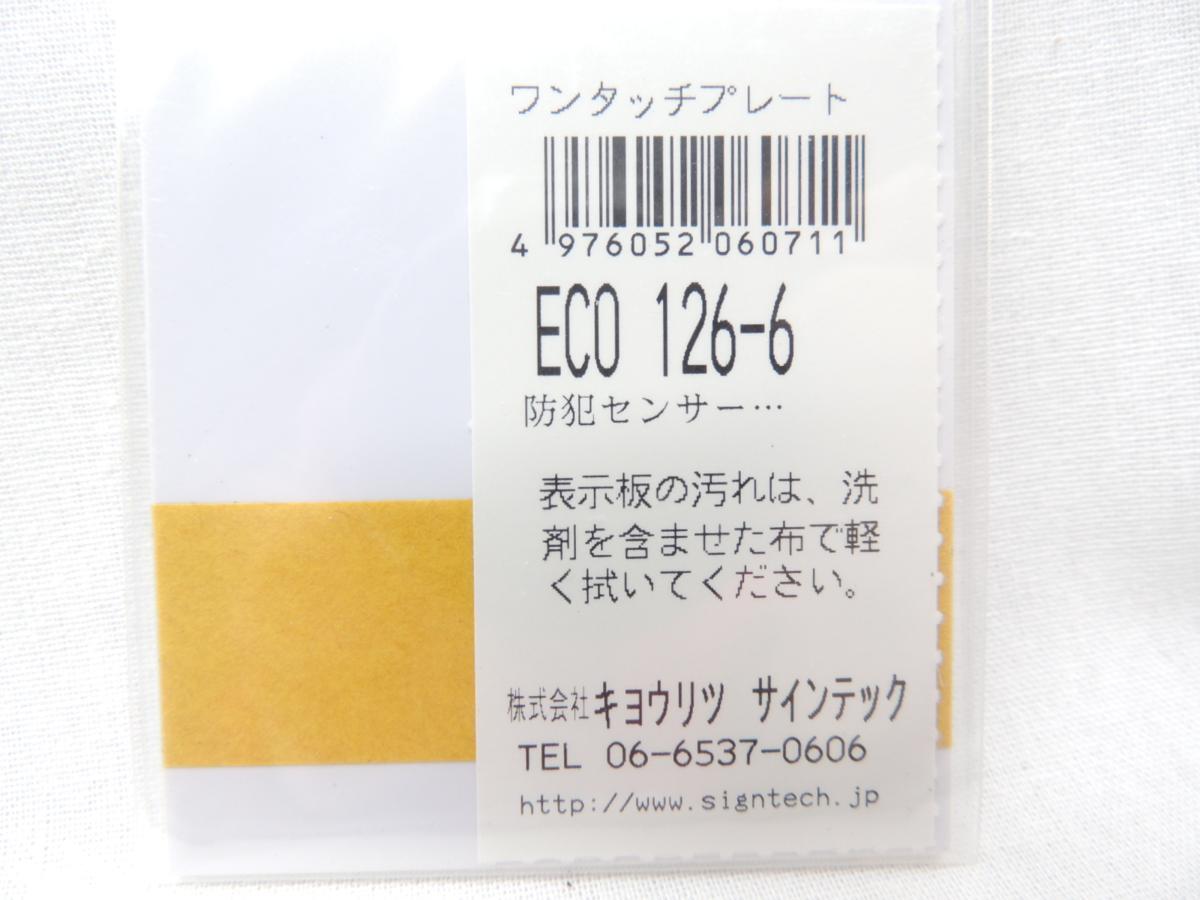 ワンタッチプレート
4 976052 060711
ECO 126-6
防犯センサー…
表示板の汚れは、洗
剤を含ませた布で軽
く拭いてください。
株式会社キョウリツ サインテック
TEL 06-6537-0606
http://www.signtech.jp